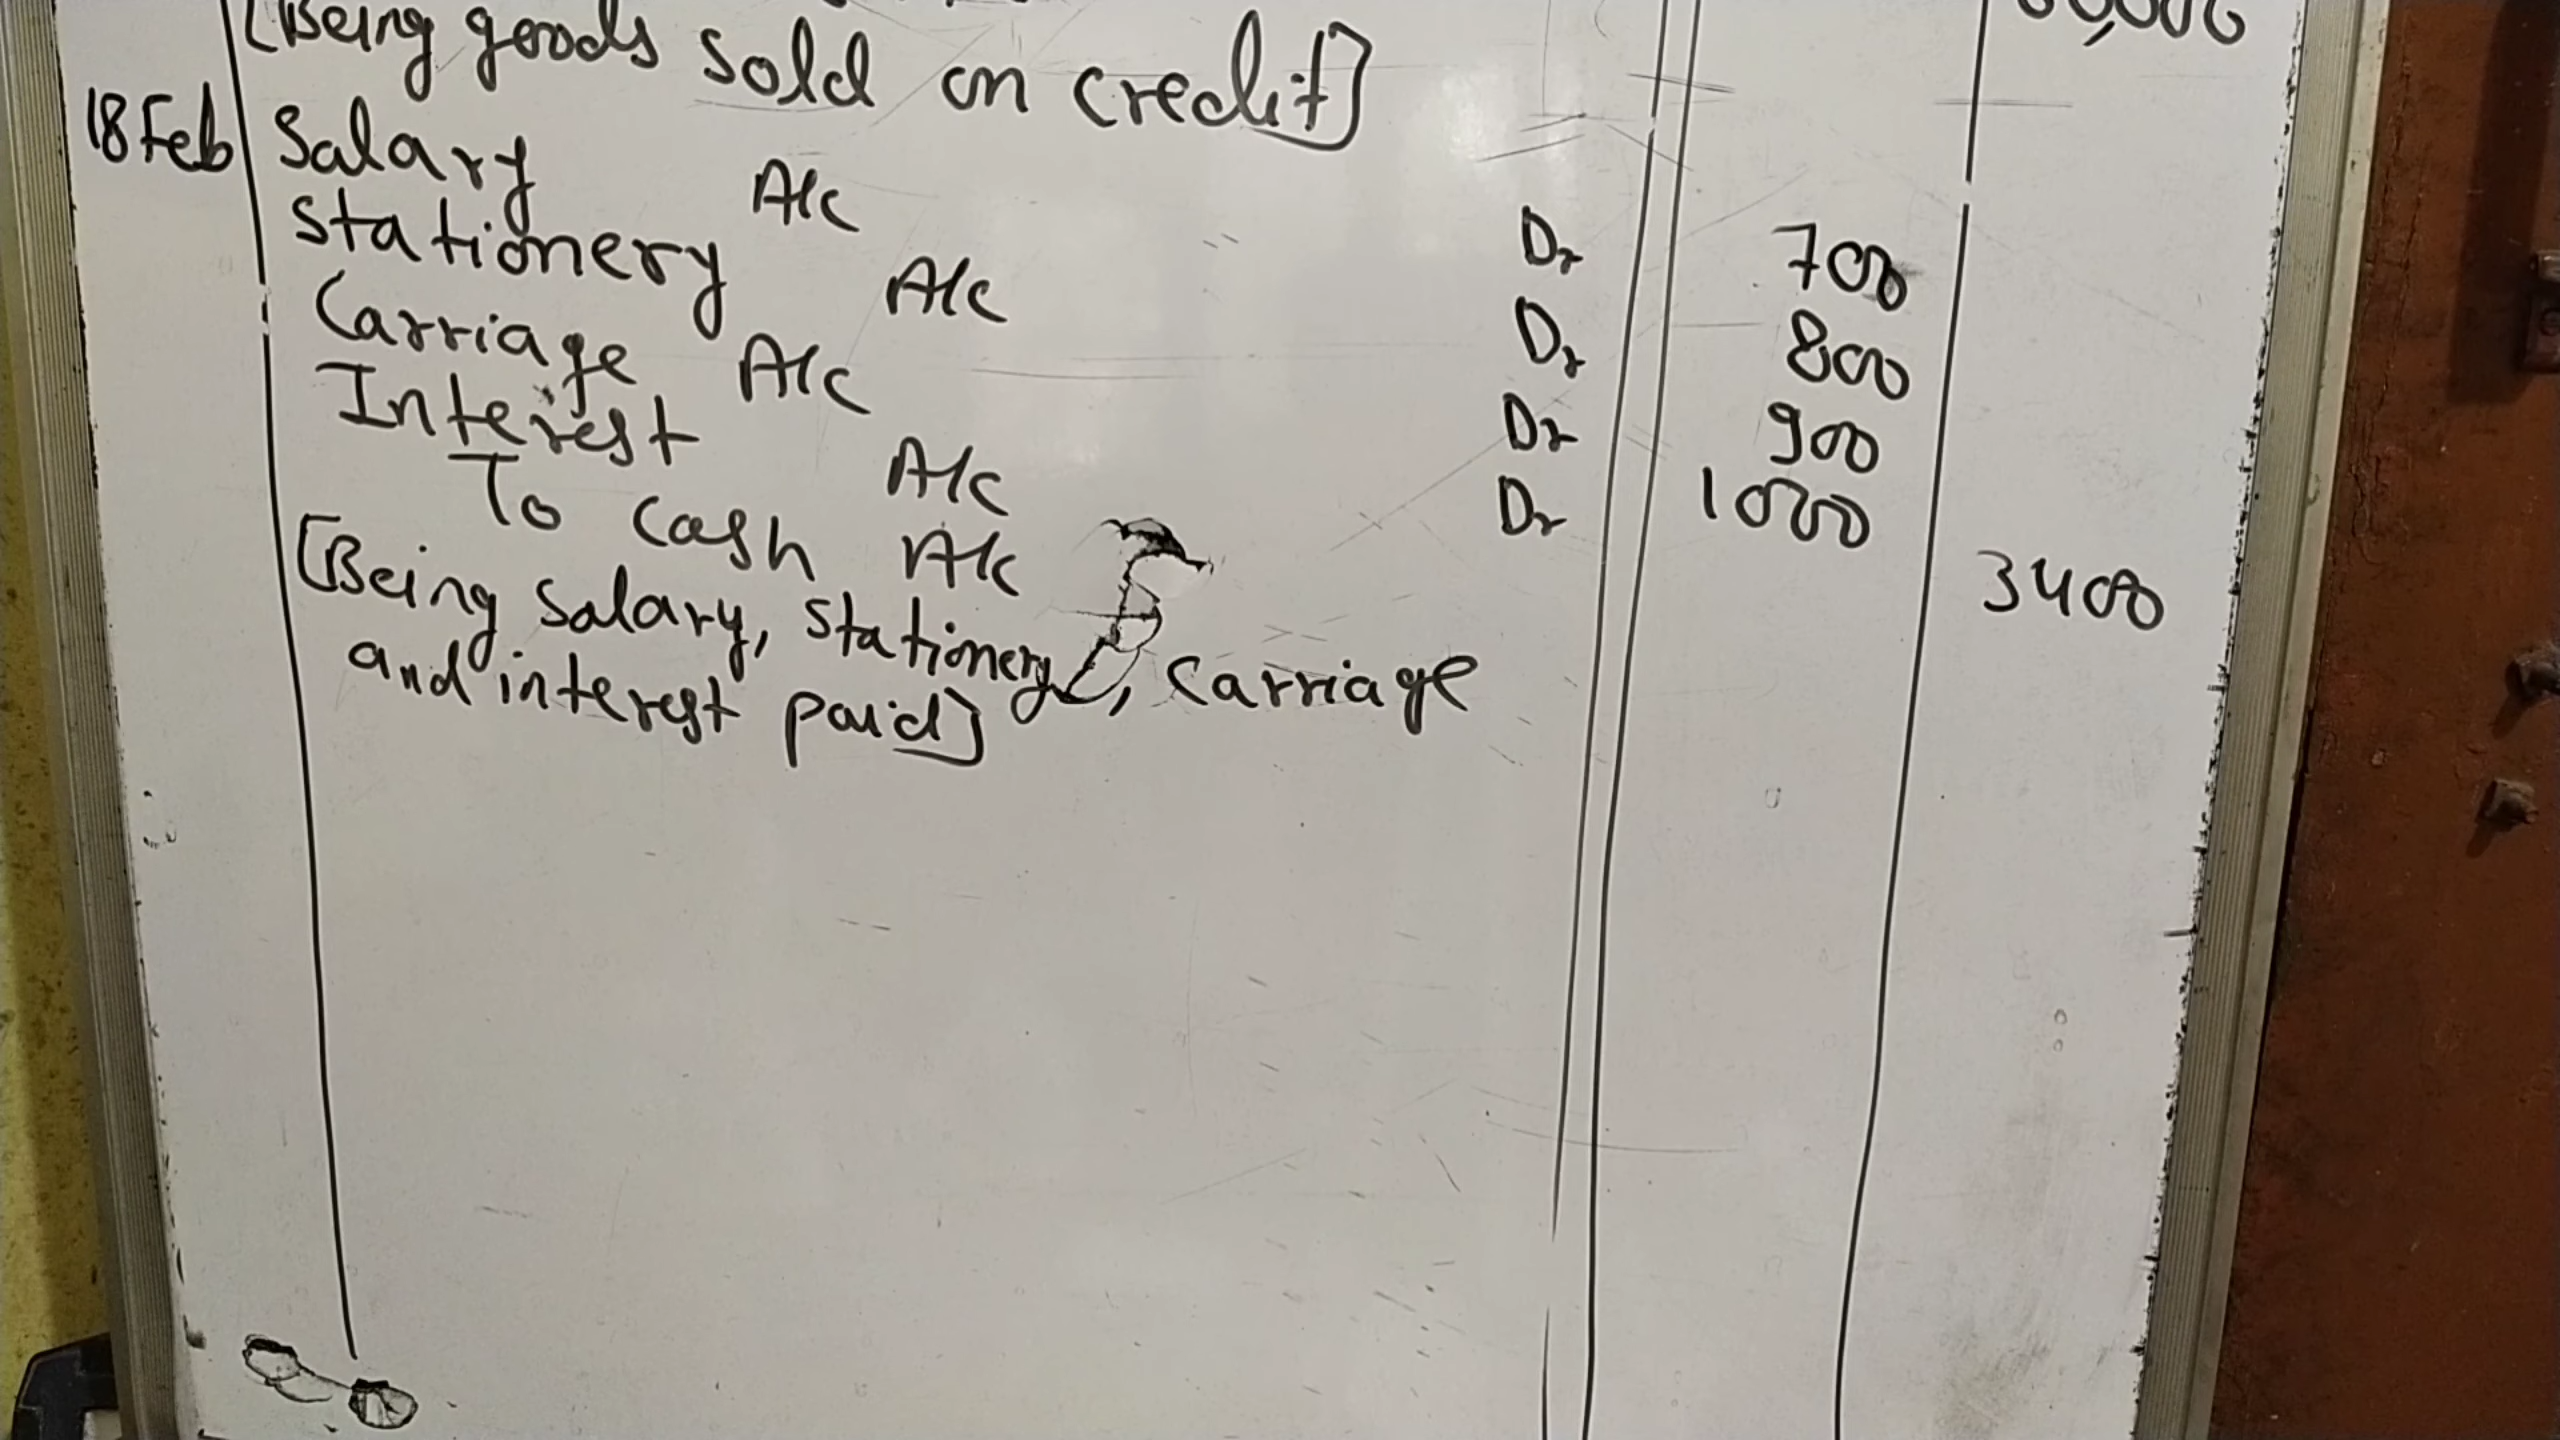 [Being goods sold on credit]
18 Feb Salary A/c Dr 700
Stationery A/c Dr 800
Carriage A/c Dr 900
Interest A/c Dr 1000
To cash A/c 3400
[Being Salary, Stationery, Carriage
and interest paid]